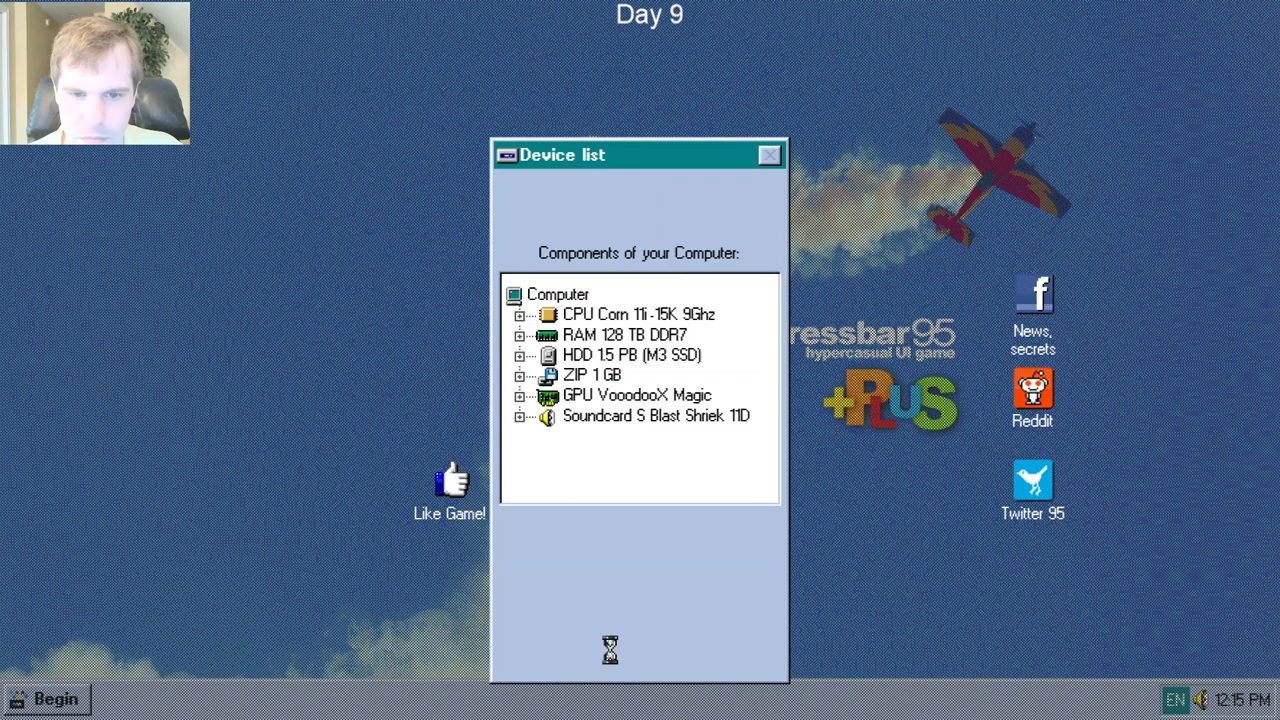 Day 9
Device list
Components of your Computer:
Computer
CPU Corn 11i-15K 9Ghz
RAM 128 TB DDR7
HDD 1.5 PB (M3 SSD)
ZIP 1 GB
GPU VooodooX Magic
Soundcard S Blast Shriek 11D
ressbar95
hypercasual UI game
+PLUS
News,
secrets
Reddit
Like Game!
Twitter 95
Begin
EN 12:15 PM